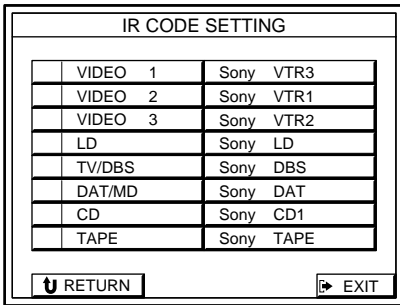 IR CODE SETTING
VIDEO 1 Sony VTR3
VIDEO 2 Sony VTR1
VIDEO 3 Sony VTR2
LD Sony LD
TV/DBS Sony DBS
DAT/MD Sony DAT
CD Sony CD1
TAPE Sony TAPE
RETURN EXIT